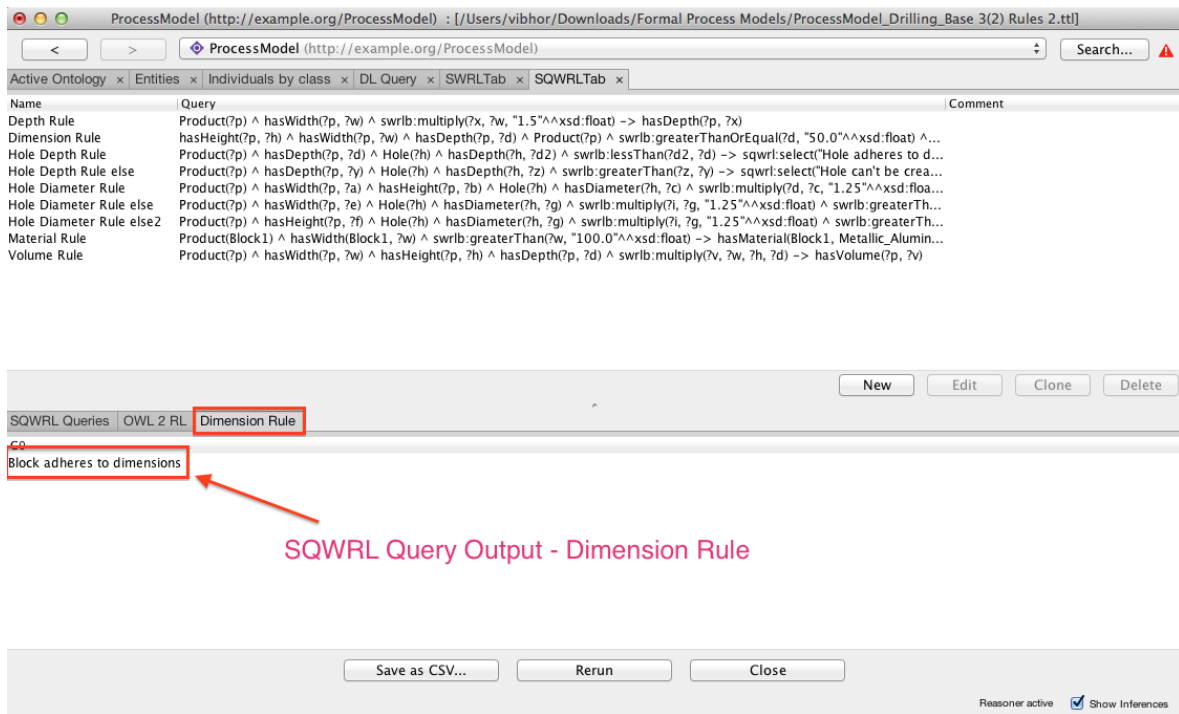 ProcessModel (http://example.org/ProcessModel) : [/Users/vibhor/Downloads/Formal Process Models/ProcessModel_Drilling_Base 3(2) Rules 2.ttl]
< > ProcessModel (http://example.org/ProcessModel) Search...
Active Ontology × Entities × Individuals by class × DL Query × SWRLTab × SQWRLTab ×
Name Query Comment
Depth Rule Product(?p) ^ hasWidth(?p, ?w) ^ swrlb:multiply(?x, ?w, "1.5"^^xsd:float) -> hasDepth(?p, ?x)
Dimension Rule hasHeight(?p, ?h) ^ hasWidth(?p, ?w) ^ hasDepth(?p, ?d) ^ Product(?p) ^ swrlb:greaterThanOrEqual(?d, "50.0"^^xsd:float) ^...
Hole Depth Rule Product(?p) ^ hasDepth(?p, ?d) ^ Hole(?h) ^ hasDepth(?h, ?d2) ^ swrlb:lessThan(?d2, ?d) -> sqwrl:select("Hole adheres to d...
Hole Depth Rule else Product(?p) ^ hasDepth(?p, ?y) ^ Hole(?h) ^ hasDepth(?h, ?z) ^ swrlb:greaterThan(?z, ?y) -> sqwrl:select("Hole can't be crea...
Hole Diameter Rule Product(?p) ^ hasWidth(?p, ?a) ^ hasHeight(?p, ?b) ^ Hole(?h) ^ hasDiameter(?h, ?c) ^ swrlb:multiply(?d, ?c, "1.25"^^xsd:floa...
Hole Diameter Rule else Product(?p) ^ hasWidth(?p, ?e) ^ Hole(?h) ^ hasDiameter(?h, ?g) ^ swrlb:multiply(?i, ?g, "1.25"^^xsd:float) ^ swrlb:greaterTh...
Hole Diameter Rule else2 Product(?p) ^ hasHeight(?p, ?f) ^ Hole(?h) ^ hasDiameter(?h, ?g) ^ swrlb:multiply(?i, ?g, "1.25"^^xsd:float) ^ swrlb:greaterTh...
Material Rule Product(Block1) ^ hasWidth(Block1, ?w) ^ swrlb:greaterThan(?w, "100.0"^^xsd:float) -> hasMaterial(Block1, Metallic_Alumin...
Volume Rule Product(?p) ^ hasWidth(?p, ?w) ^ hasHeight(?p, ?h) ^ hasDepth(?p, ?d) ^ swrlb:multiply(?v, ?w, ?h, ?d) -> hasVolume(?p, ?v)
New Edit Clone Delete
SQWRL Queries OWL 2 RL Dimension Rule
C0
Block adheres to dimensions
SQWRL Query Output - Dimension Rule
Save as CSV... Rerun Close
Reasoner active Show Inferences